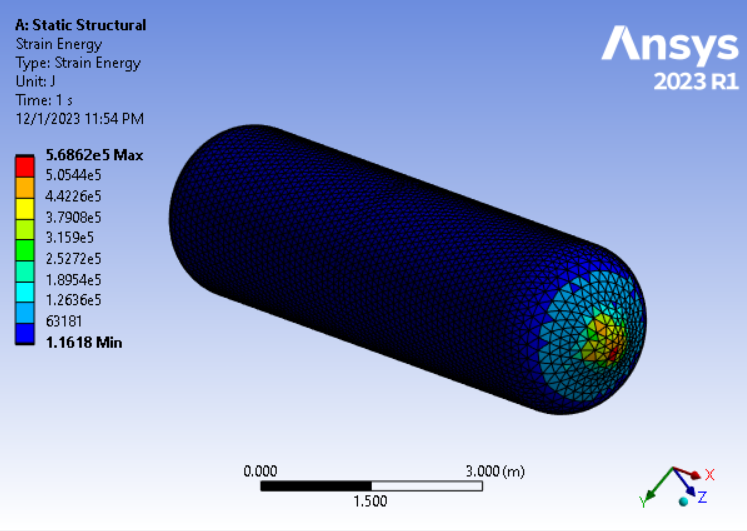 A: Static Structural
Strain Energy
Type: Strain Energy
Unit: J
Time: 1 s
12/1/2023 11:54 PM
Ansys
2023 R1
5.6862e5 Max
5.0544e5
4.4226e5
3.7908e5
3.159e5
2.5272e5
1.8954e5
1.2636e5
63181
1.1618 Min
0.000
3.000 (m)
1.500
X
Y
Z